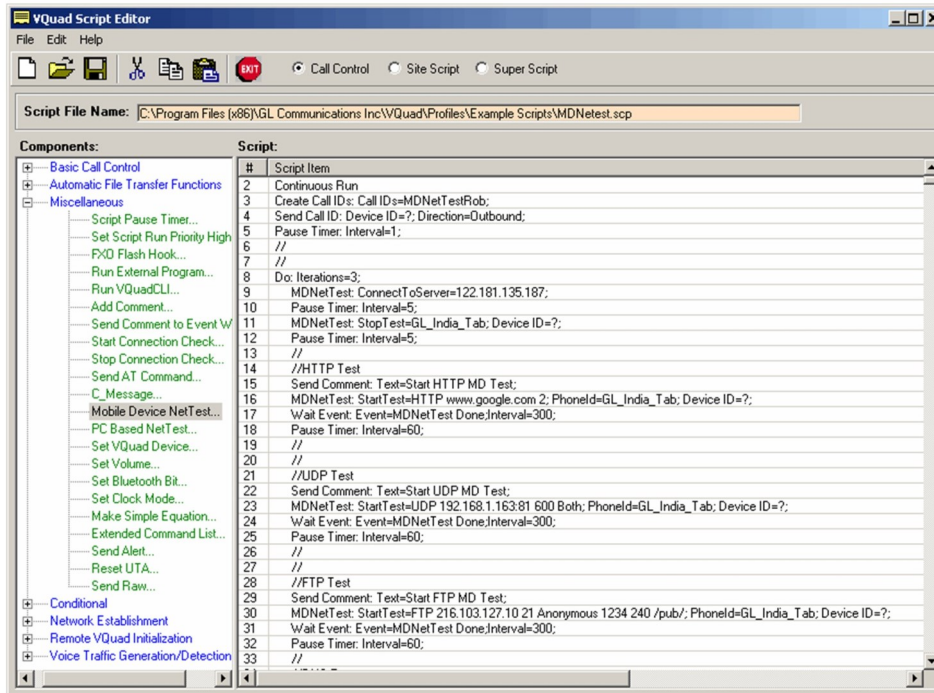 VQuad Script Editor
File Edit Help
EXIT Call Control Site Script Super Script
Script File Name: C:\Program Files (x86)\GL Communications Inc\VQuad\Profiles\Example Scripts\MDNetest.scp
Components:
Basic Call Control
Automatic File Transfer Functions
Miscellaneous
Script Pause Timer...
Set Script Run Priority High
FXO Flash Hook...
Run External Program...
Run VQuadCLI...
Add Comment...
Send Comment to Event W
Start Connection Check...
Stop Connection Check...
Send AT Command...
C_Message...
Mobile Device NetTest...
PC Based NetTest...
Set VQuad Device...
Set Volume...
Set Bluetooth Bit...
Set Clock Mode...
Make Simple Equation...
Extended Command List...
Send Alert...
Reset UTA...
Send Raw...
Conditional
Network Establishment
Remote VQuad Initialization
Voice Traffic Generation/Detection
Script:
# Script Item
2 Continuous Run
3 Create Call IDs: Call IDs=MDNetTestRob;
4 Send Call ID: Device ID=?; Direction=Outbound;
5 Pause Timer: Interval=1;
6 //
7 //
8 Do: Iterations=3;
9 MDNetTest: ConnectToServer=122.181.135.187;
10 Pause Timer: Interval=5;
11 MDNetTest: StopTest=GL_India_Tab; Device ID=?;
12 Pause Timer: Interval=5;
13 //
14 //HTTP Test
15 Send Comment: Text=Start HTTP MD Test;
16 MDNetTest: StartTest=HTTP www.google.com 2; PhoneId=GL_India_Tab; Device ID=?;
17 Wait Event: Event=MDNetTest Done;Interval=300;
18 Pause Timer: Interval=60;
19 //
20 //
21 //UDP Test
22 Send Comment: Text=Start UDP MD Test;
23 MDNetTest: StartTest=UDP 192.168.1.163:81 600 Both; PhoneId=GL_India_Tab; Device ID=?;
24 Wait Event: Event=MDNetTest Done;Interval=300;
25 Pause Timer: Interval=60;
26 //
27 //
28 //FTP Test
29 Send Comment: Text=Start FTP MD Test;
30 MDNetTest: StartTest=FTP 216.103.127.10 21 Anonymous 1234 240 /pub/; PhoneId=GL_India_Tab; Device ID=?;
31 Wait Event: Event=MDNetTest Done;Interval=300;
32 Pause Timer: Interval=60;
33 //